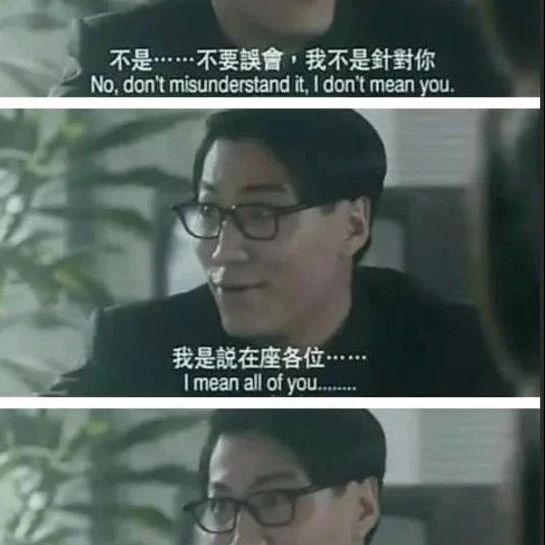 不是⋯⋯不要誤會，我不是針對你
No, don't misunderstand it, I don't mean you.
我是説在座各位⋯⋯
I mean all of you........